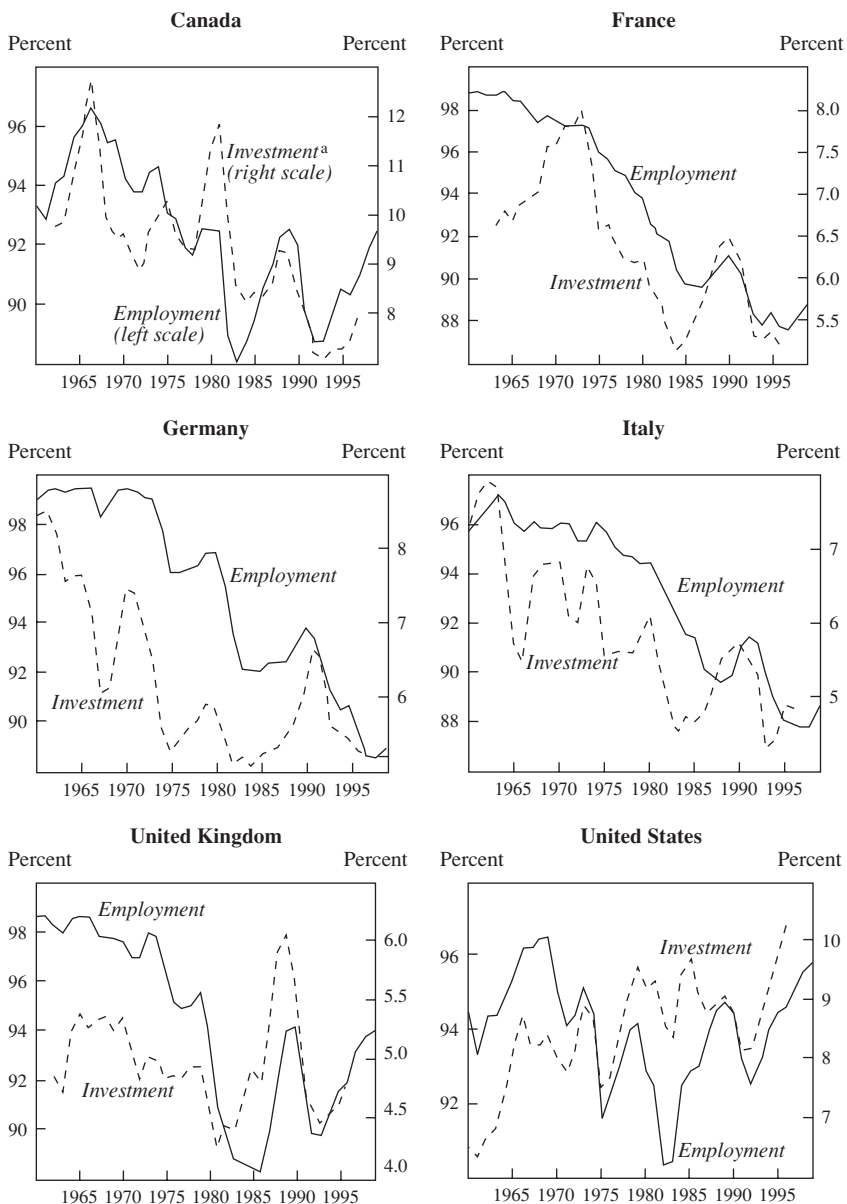 Canada
Percent Percent
96
94
92
90
12
11
10
9
8
Investmentᵃ
(right scale)
Employment
(left scale)
1965 1970 1975 1980 1985 1990 1995
France
Percent Percent
98
96
94
92
90
88
8.0
7.5
7.0
6.5
6.0
5.5
Employment
Investment
1965 1970 1975 1980 1985 1990 1995
Germany
Percent Percent
98
96
94
92
90
8
7
6
Employment
Investment
1965 1970 1975 1980 1985 1990 1995
Italy
Percent Percent
96
94
92
90
88
7
6
5
Employment
Investment
1965 1970 1975 1980 1985 1990 1995
United Kingdom
Percent Percent
98
96
94
92
90
6.0
5.5
5.0
4.5
4.0
Employment
Investment
1965 1970 1975 1980 1985 1990 1995
United States
Percent Percent
96
94
92
10
9
8
7
Investment
Employment
1965 1970 1975 1980 1985 1990 1995